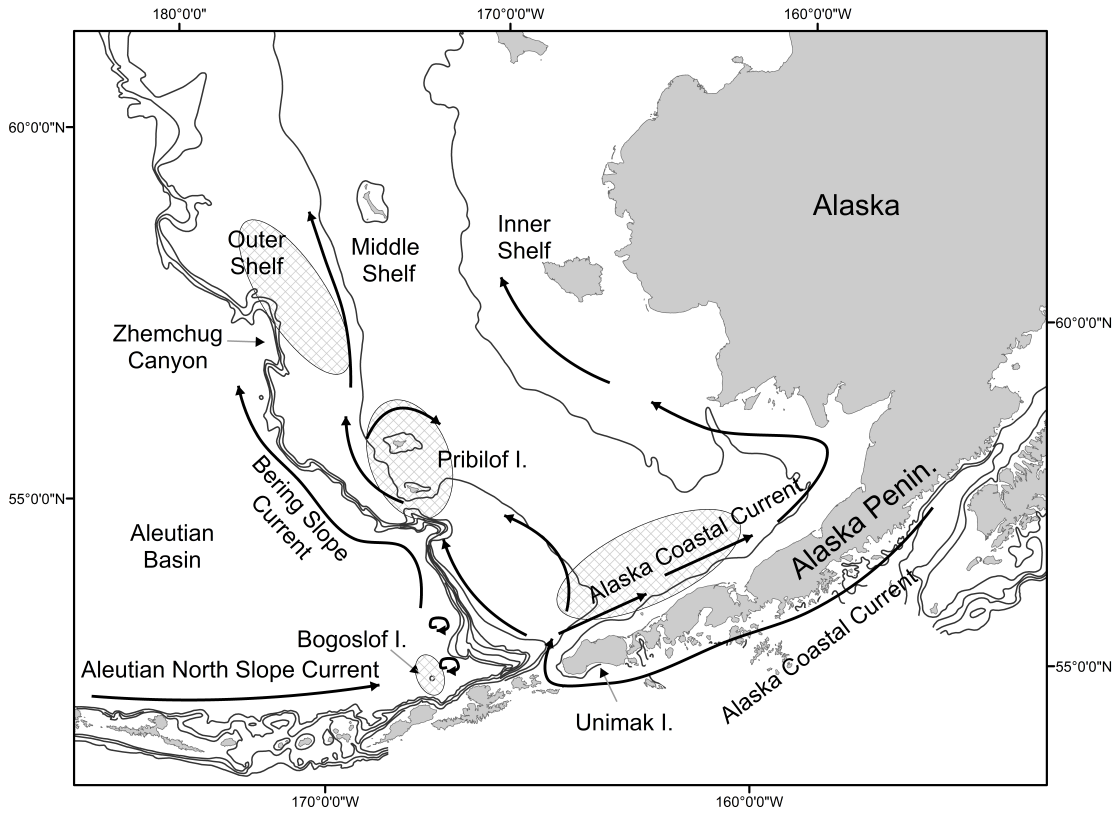 180°0'0"
170°0'0"W
160°0'0"W
60°0'0"N
Alaska
Inner
Shelf
Outer
Shelf
Middle
Shelf
Zhemchug
Canyon
60°0'0"N
Pribilof I.
Bering Slope
Current
55°0'0"N
Aleutian
Basin
Alaska Coastal Current
Alaska Penin.
Alaska Coastal Current
Bogoslof I.
Aleutian North Slope Current
55°0'0"N
Unimak I.
170°0'0"W
160°0'0"W